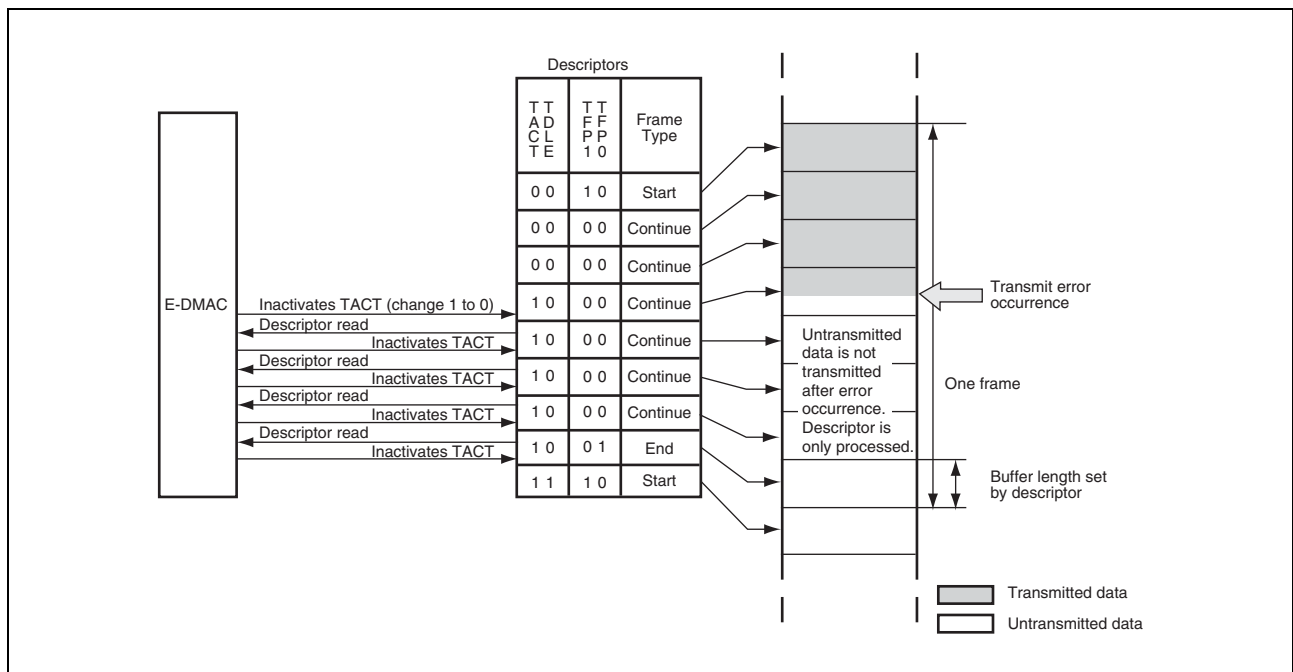 Descriptors
TACT TDLE TFP1 TFP0 Frame Type
0 0 1 0 Start
0 0 0 0 Continue
0 0 0 0 Continue
1 0 0 0 Continue
1 0 0 0 Continue
1 0 0 0 Continue
1 0 0 0 Continue
1 0 0 1 End
1 1 1 0 Start
E-DMAC
Inactivates TACT (change 1 to 0)
Descriptor read
Inactivates TACT
Descriptor read
Inactivates TACT
Descriptor read
Inactivates TACT
Descriptor read
Inactivates TACT
Untransmitted
data is not
transmitted
after error
occurrence.
Descriptor is
only processed.
Transmit error
occurrence
One frame
Buffer length set
by descriptor
Transmitted data
Untransmitted data